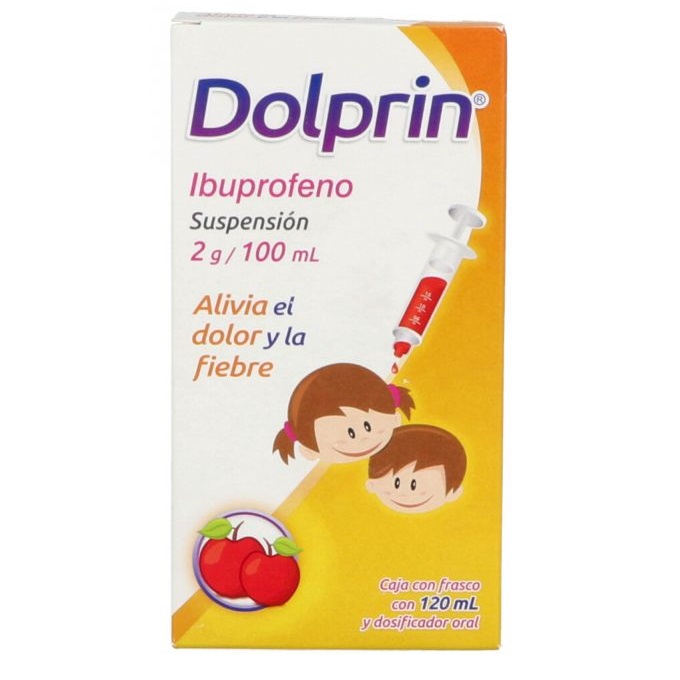 Dolprin®
Ibuprofeno
Suspensión
2 g / 100 mL
Alivia el
dolor y la
fiebre
Caja con frasco
con 120 mL
y dosificador oral